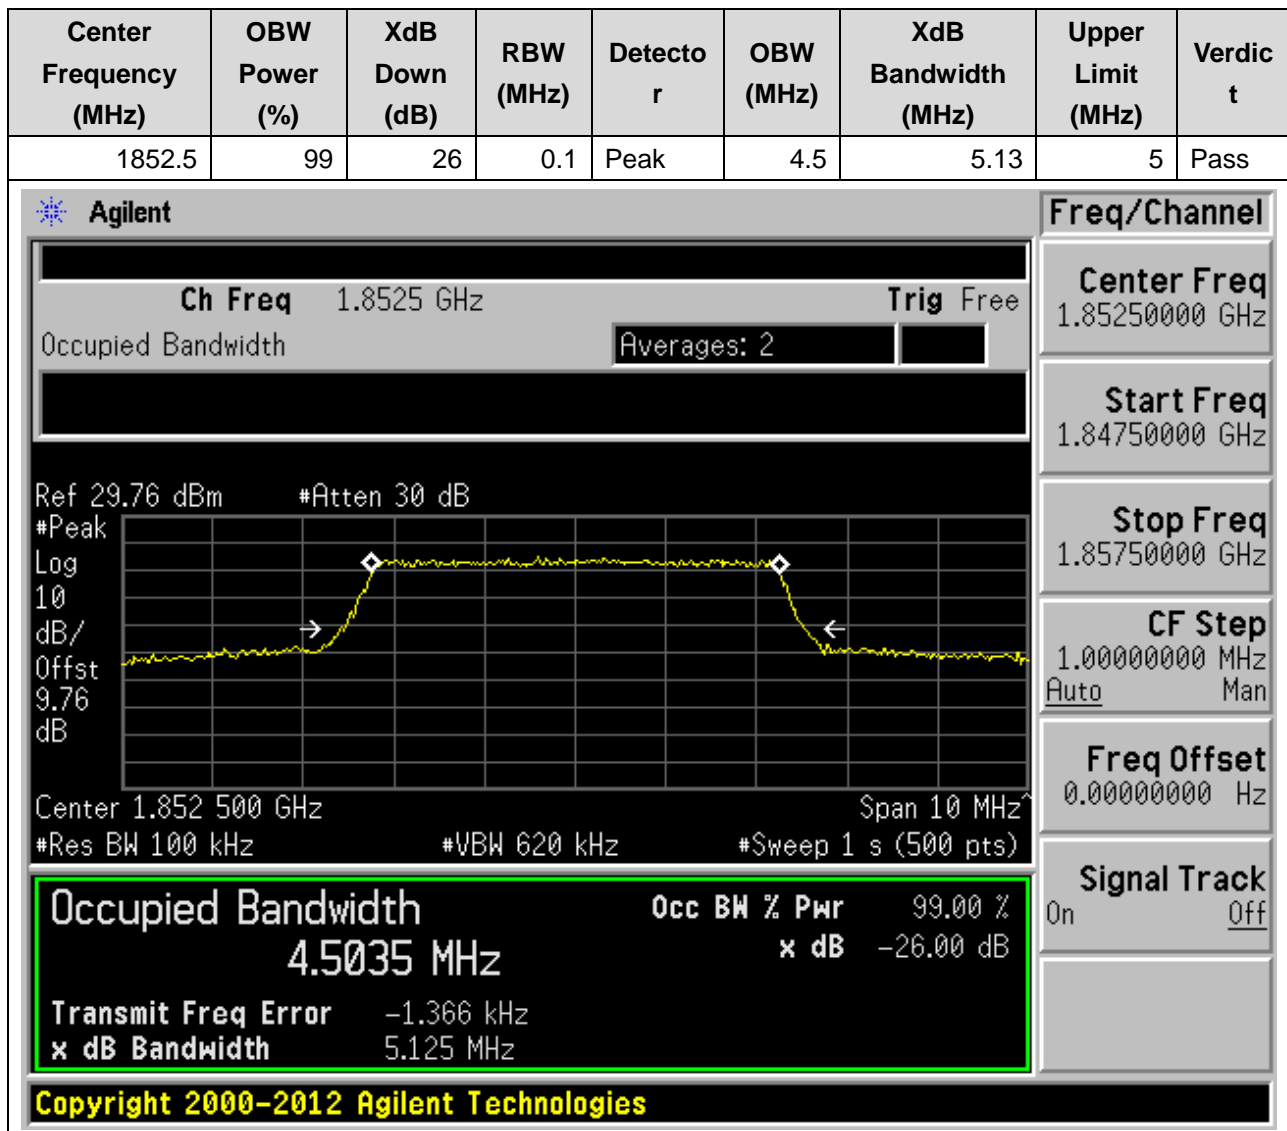 Center Frequency (MHz) OBW Power (%) XdB Down (dB) RBW (MHz) Detecto r OBW (MHz) XdB Bandwidth (MHz) Upper Limit (MHz) Verdic t
1852.5 99 26 0.1 Peak 4.5 5.13 5 Pass
Agilent
Freq/Channel
Ch Freq 1.8525 GHz Trig Free
Occupied Bandwidth Averages: 2
Ref 29.76 dBm #Atten 30 dB
#Peak
Log
10
dB/
Offst
9.76
dB
Center 1.852 500 GHz Span 10 MHz^
#Res BW 100 kHz #VBW 620 kHz #Sweep 1 s (500 pts)
Occupied Bandwidth Occ BW % Pwr 99.00 %
4.5035 MHz x dB -26.00 dB
Transmit Freq Error -1.366 kHz
x dB Bandwidth 5.125 MHz
Center Freq
1.85250000 GHz
Start Freq
1.84750000 GHz
Stop Freq
1.85750000 GHz
CF Step
1.00000000 MHz
Auto Man
Freq Offset
0.00000000 Hz
Signal Track
On Off
Copyright 2000-2012 Agilent Technologies